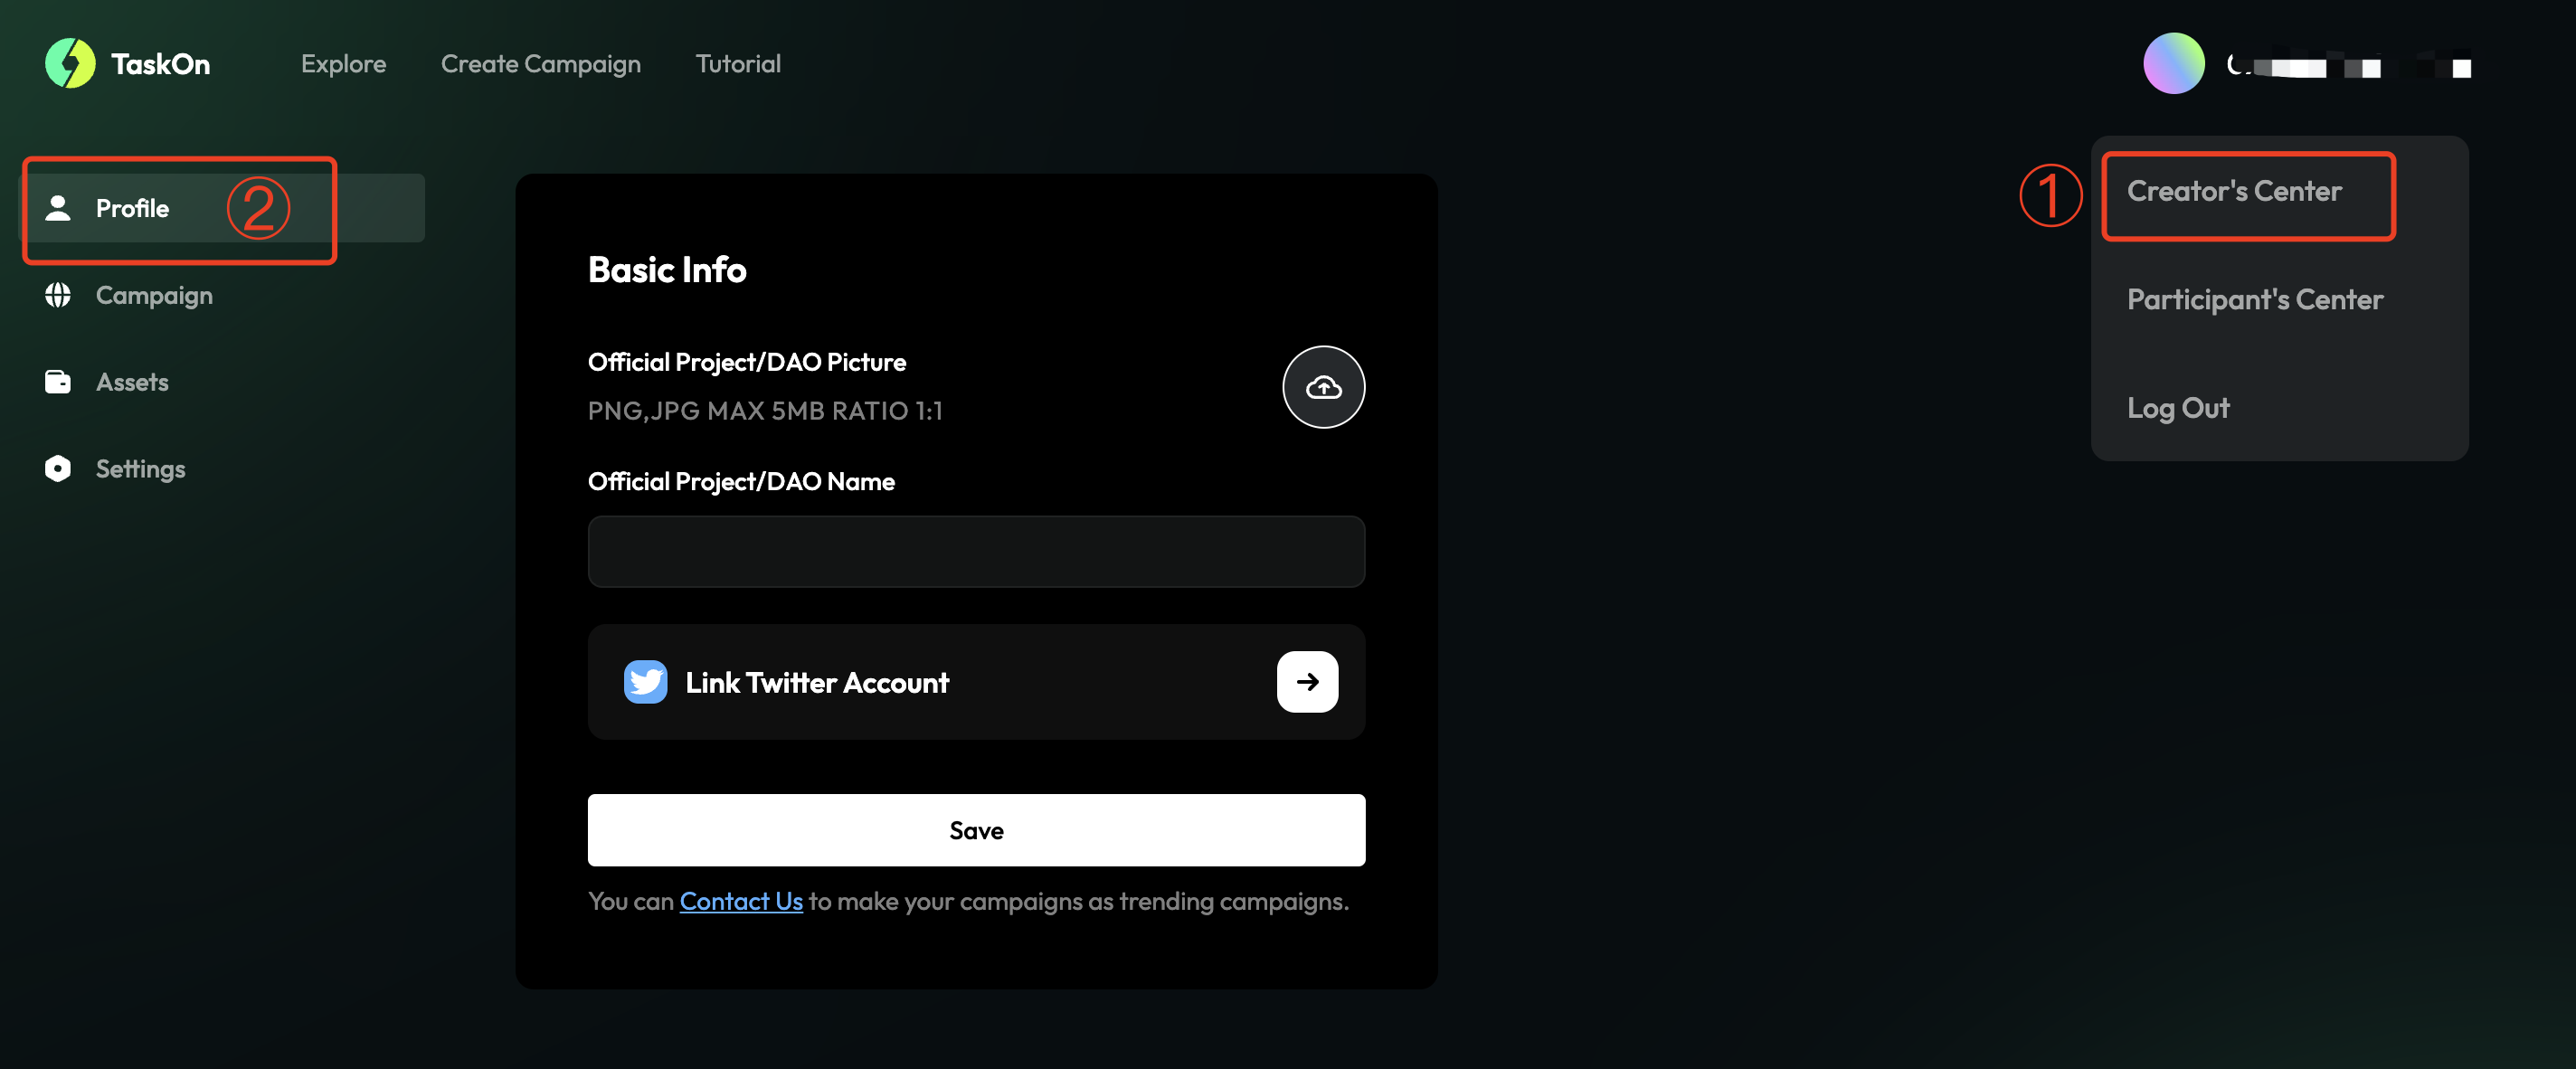 TaskOn
Explore
Create Campaign
Tutorial
Profile
②
Campaign
Assets
Settings
Basic Info
Official Project/DAO Picture
PNG,JPG MAX 5MB RATIO 1:1
Official Project/DAO Name
Link Twitter Account
Save
You can Contact Us to make your campaigns as trending campaigns.
①
Creator's Center
Participant's Center
Log Out